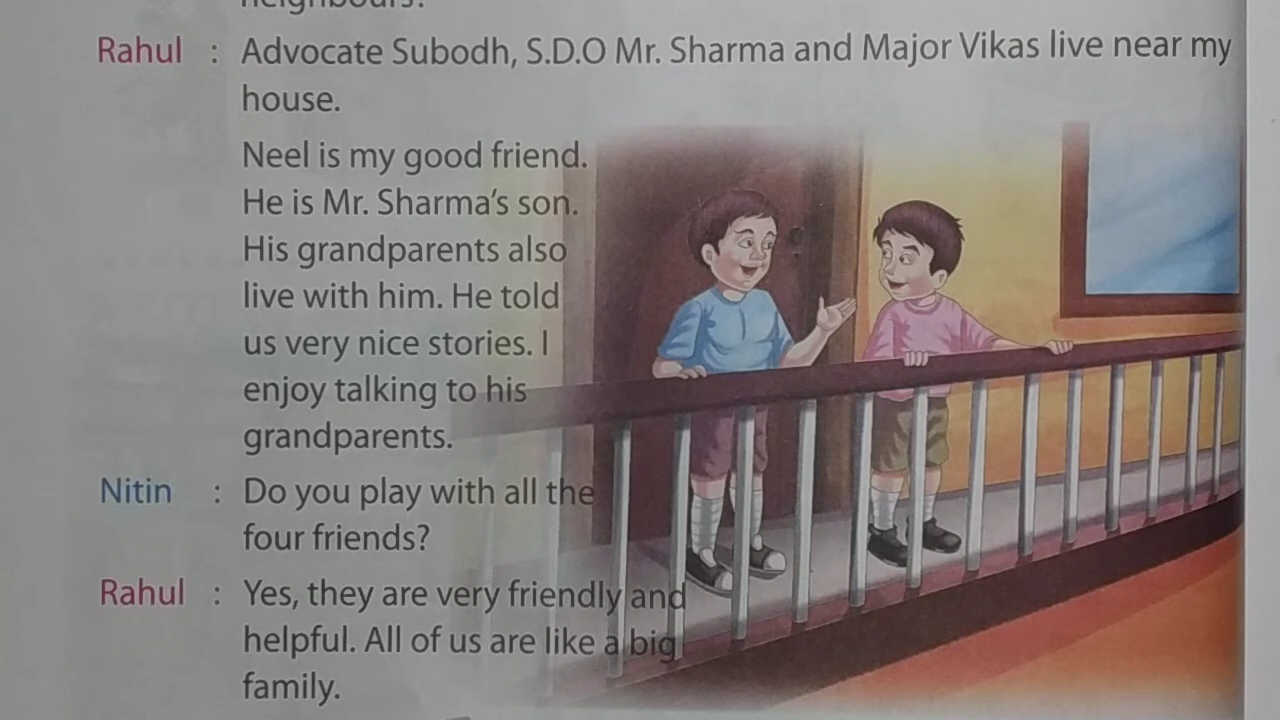 neighbours?
Rahul : Advocate Subodh, S.D.O Mr. Sharma and Major Vikas live near my
house.
Neel is my good friend.
He is Mr. Sharma's son.
His grandparents also
live with him. He told
us very nice stories. I
enjoy talking to his
grandparents.
Nitin : Do you play with all the
four friends?
Rahul : Yes, they are very friendly and
helpful. All of us are like a big
family.